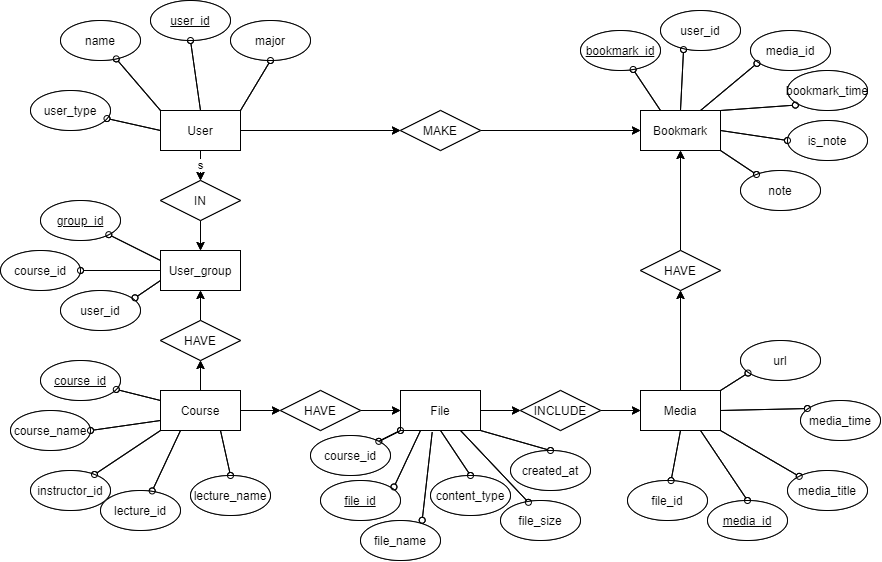 user_id
name
major
user_type
User
MAKE
user_id
bookmark_id
media_id
bookmark_time
Bookmark
is_note
note
s
IN
group_id
course_id
User_group
user_id
HAVE
HAVE
course_id
Course
course_name
instructor_id
lecture_id
lecture_name
HAVE
File
course_id
file_id
file_name
content_type
file_size
created_at
INCLUDE
Media
url
media_time
media_title
media_id
file_id